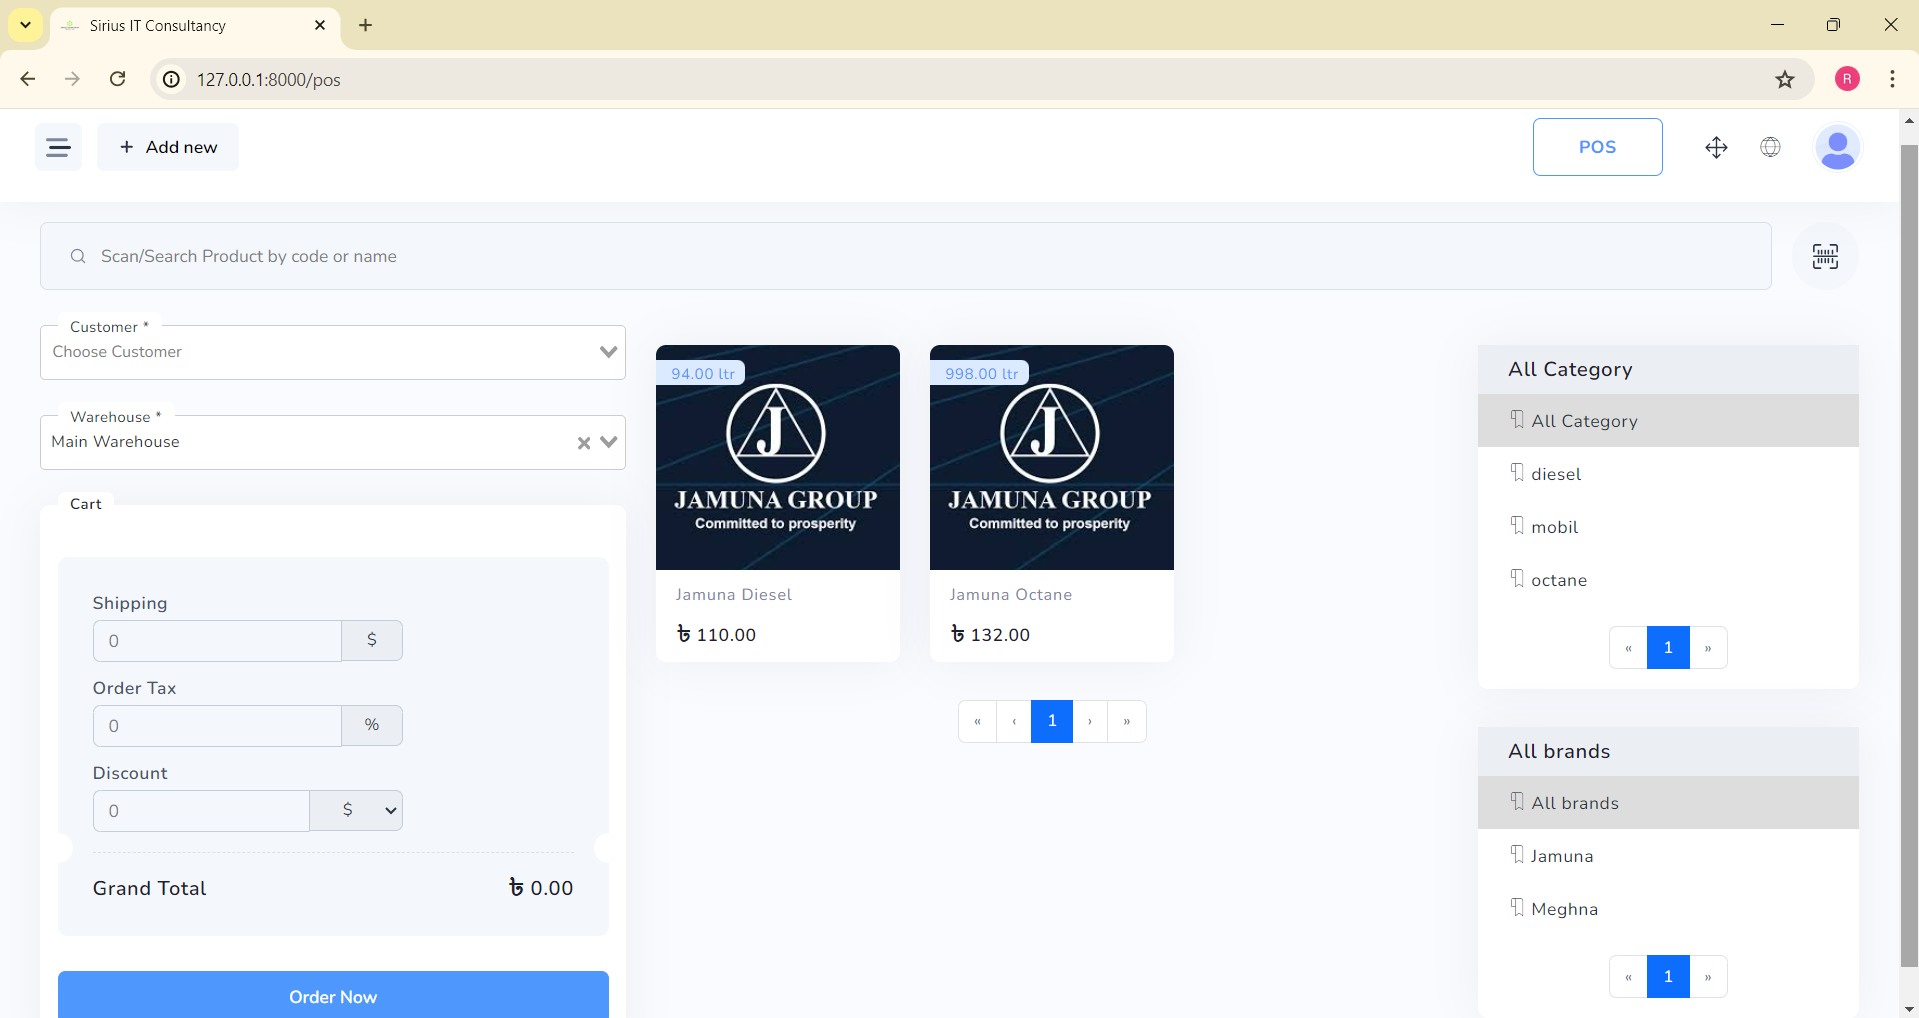 Sirius IT Consultancy
127.0.0.1:8000/pos
R
Add new
POS
Scan/Search Product by code or name
Customer *
Choose Customer
Warehouse *
Main Warehouse
Cart
Shipping
0 $
Order Tax
0 %
Discount
0 $
Grand Total ৳ 0.00
Order Now
94.00 ltr
J
JAMUNA GROUP
Committed to prosperity
Jamuna Diesel
৳ 110.00
998.00 ltr
J
JAMUNA GROUP
Committed to prosperity
Jamuna Octane
৳ 132.00
« ‹ 1 › »
All Category
All Category
diesel
mobil
octane
« 1 »
All brands
All brands
Jamuna
Meghna
« 1 »